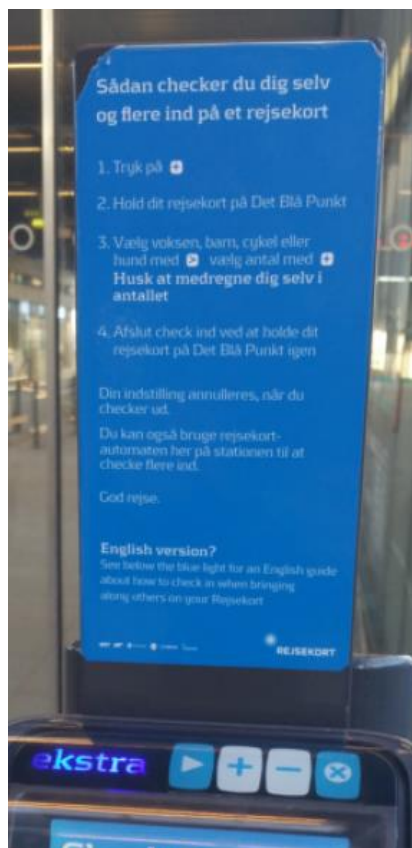 Sådan checker du dig selv
og flere ind på et rejsekort
1. Tryk på +
2. Hold dit rejsekort på Det Blå Punkt
3. Vælg voksen, barn, cykel eller
hund med > vælg antal med +
Husk at medregne dig selv i
antallet
4. Afslut check ind ved at holde dit
rejsekort på Det Blå Punkt igen
Din indstilling annulleres, når du
checker ud.
Du kan også bruge rejsekort-
automaten her på stationen til at
checke flere ind.
God rejse.
English version?
See below the blue light for an English guide
about how to check in when bringing
along others on your Rejsekort
REJSEKORT
ekstra
+ −